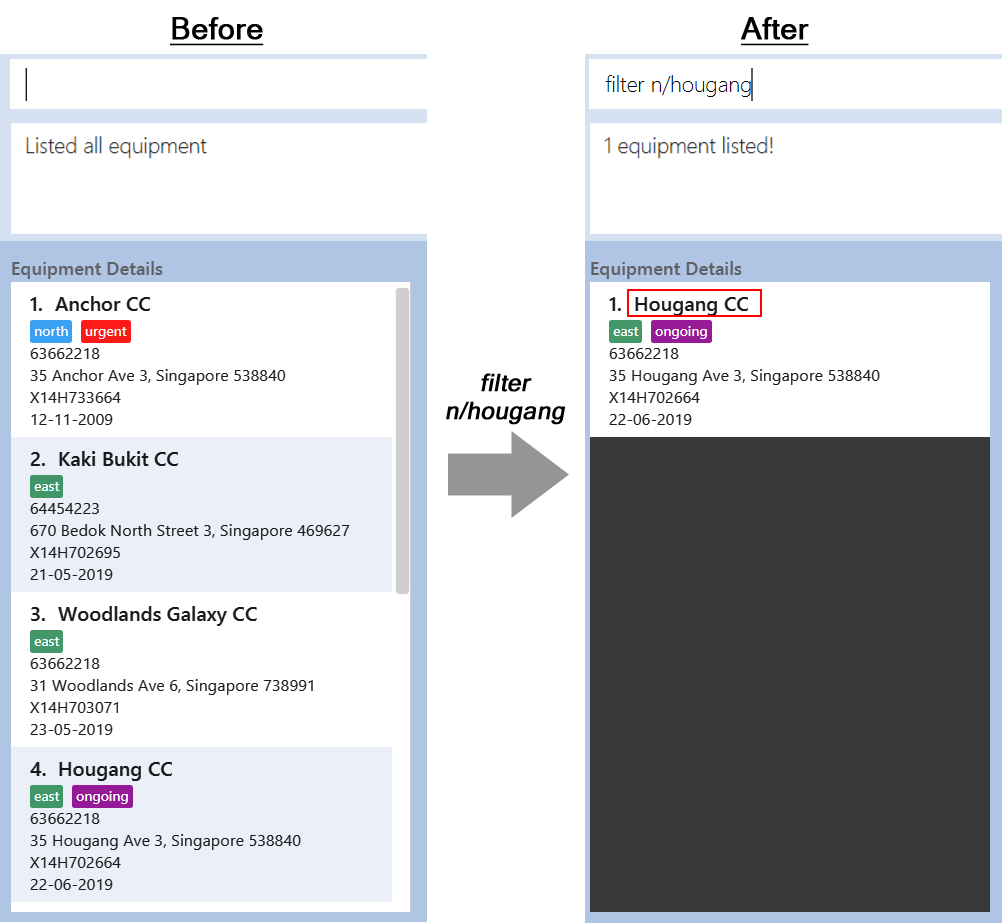 Before
Listed all equipment
Equipment Details
1. Anchor CC
north urgent
63662218
35 Anchor Ave 3, Singapore 538840
X14H733664
12-11-2009
2. Kaki Bukit CC
east
64454223
670 Bedok North Street 3, Singapore 469627
X14H702695
21-05-2019
3. Woodlands Galaxy CC
east
63662218
31 Woodlands Ave 6, Singapore 738991
X14H703071
23-05-2019
4. Hougang CC
east ongoing
63662218
35 Hougang Ave 3, Singapore 538840
X14H702664
22-06-2019
filter
n/hougang
After
filter n/hougang
1 equipment listed!
Equipment Details
1. Hougang CC
east ongoing
63662218
35 Hougang Ave 3, Singapore 538840
X14H702664
22-06-2019